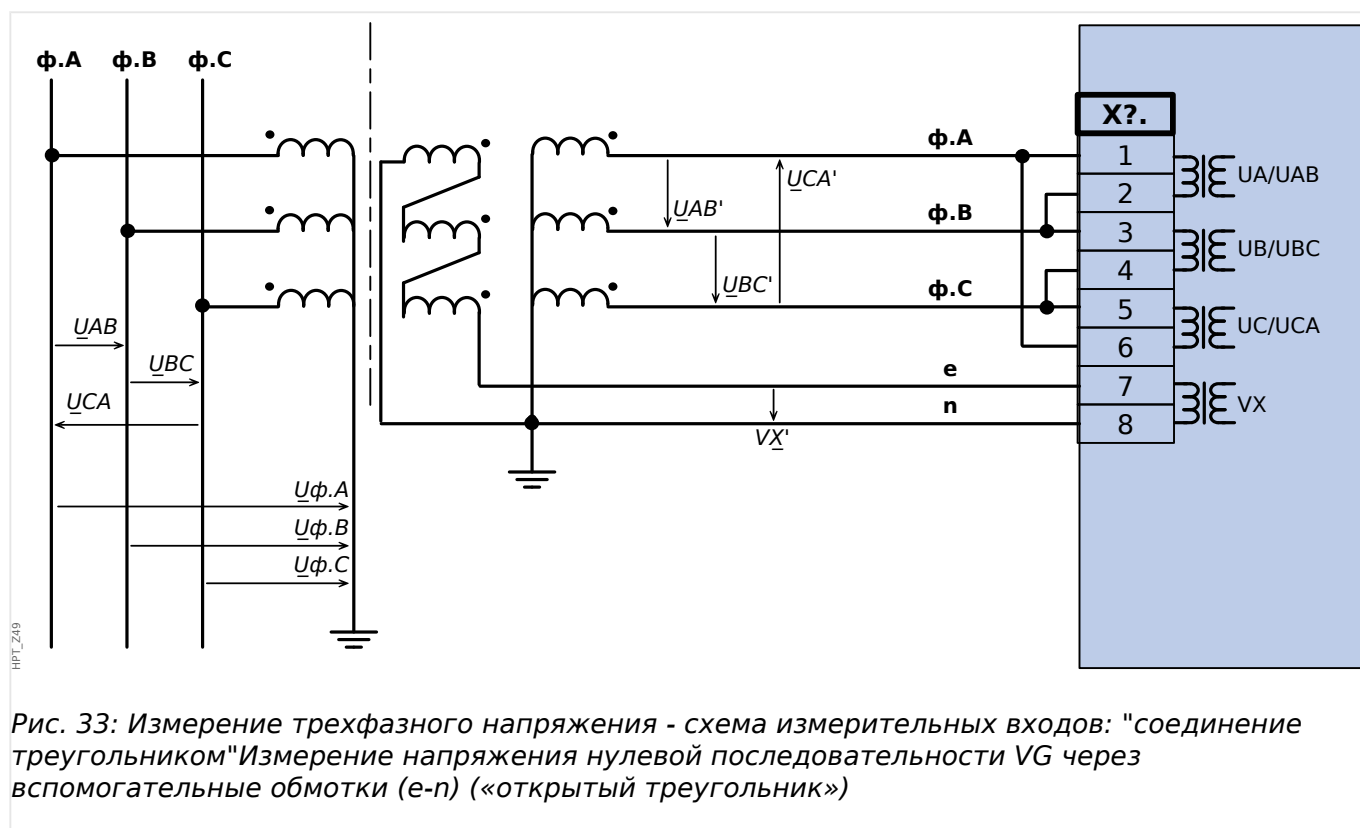 ф.A ф.B ф.C
X?.
ф.A
1
UCA'
UA/UAB
2
UAB'
ф.B
3
UB/UBC
4
UBC'
ф.C
5
UC/UCA
UAB
6
UBC
e
7
UCA
n
VX
8
VX'
Uф.A
Uф.B
Uф.C
HPT_Z49
Рис. 33: Измерение трехфазного напряжения - схема измерительных входов: "соединение
треугольником"Измерение напряжения нулевой последовательности VG через
вспомогательные обмотки (e-n) («открытый треугольник»)